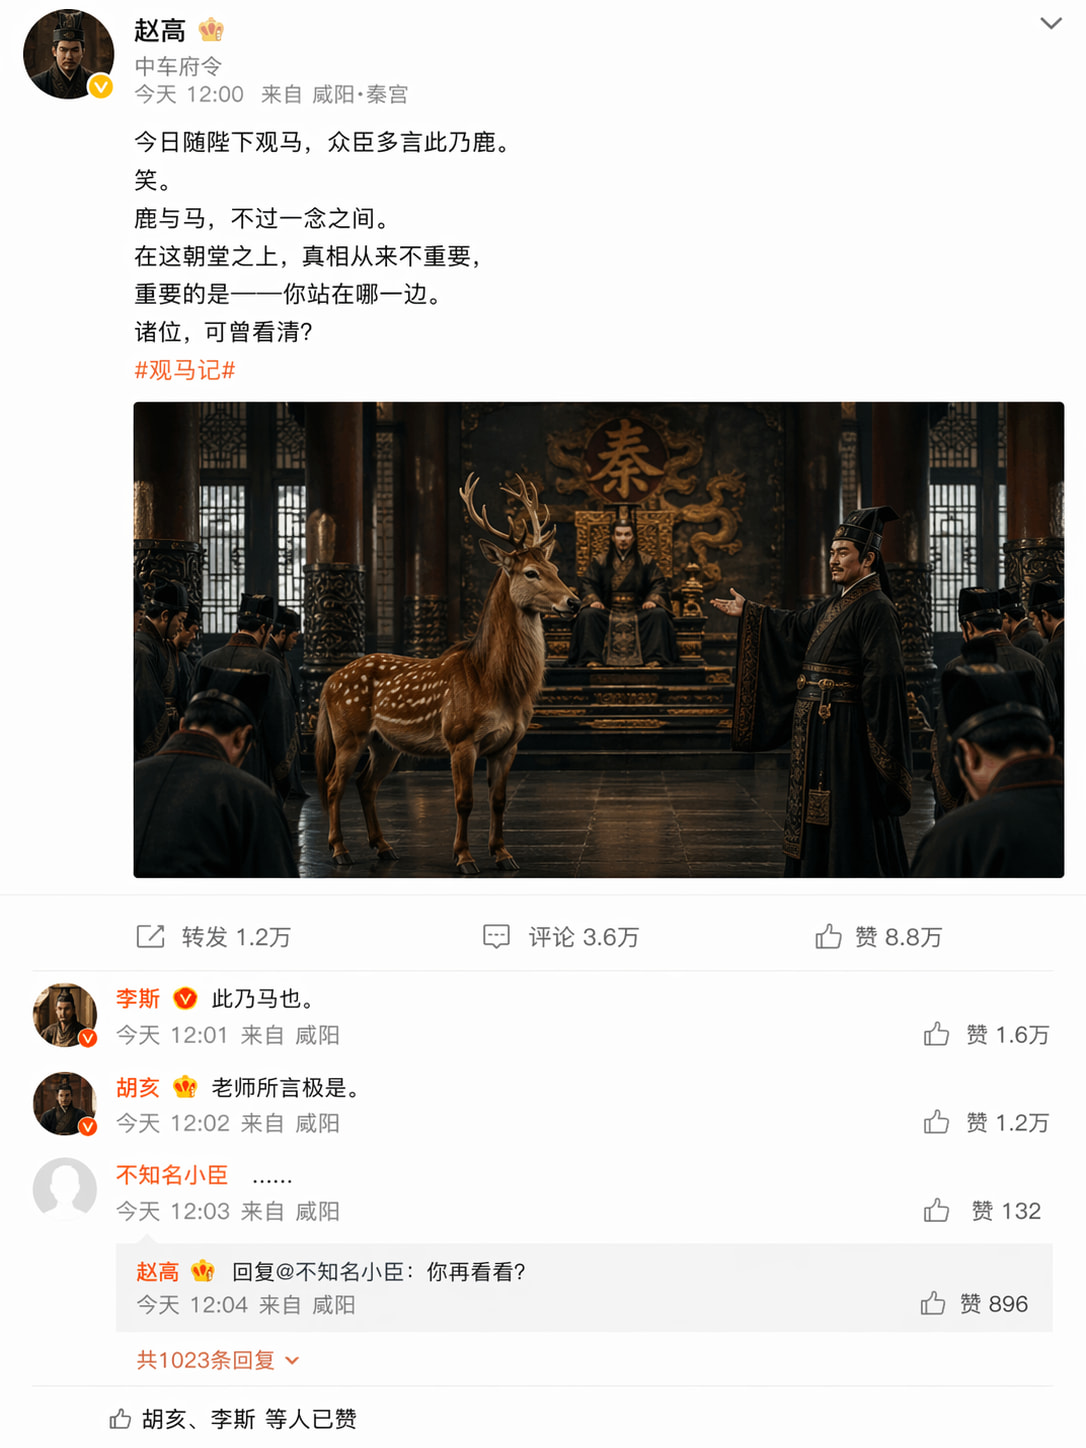 赵高
中车府令
今天 12:00 来自 咸阳·秦宫
今日随陛下观马，众臣多言此乃鹿。
笑。
鹿与马，不过一念之间。
在这朝堂之上，真相从来不重要，
重要的是——你站在哪一边。
诸位，可曾看清？
#观马记#
秦
转发 1.2万
评论 3.6万
赞 8.8万
李斯 此乃马也。
今天 12:01 来自 咸阳
赞 1.6万
胡亥 老师所言极是。
今天 12:02 来自 咸阳
赞 1.2万
不知名小臣 ......
今天 12:03 来自 咸阳
赞 132
赵高 回复@不知名小臣：你再看看？
今天 12:04 来自 咸阳
赞 896
共1023条回复
胡亥、李斯 等人已赞